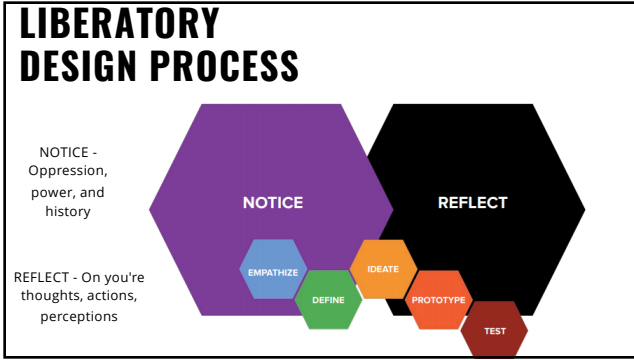 LIBERATORY
DESIGN PROCESS
NOTICE -
Oppression,
power, and
history
REFLECT - On you're
thoughts, actions,
perceptions
NOTICE
REFLECT
EMPATHIZE
DEFINE
IDEATE
PROTOTYPE
TEST